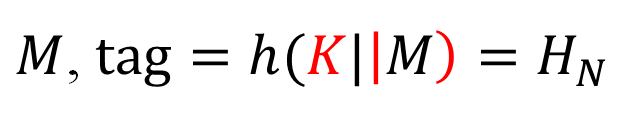 M, tag = h(K||M) = H_N